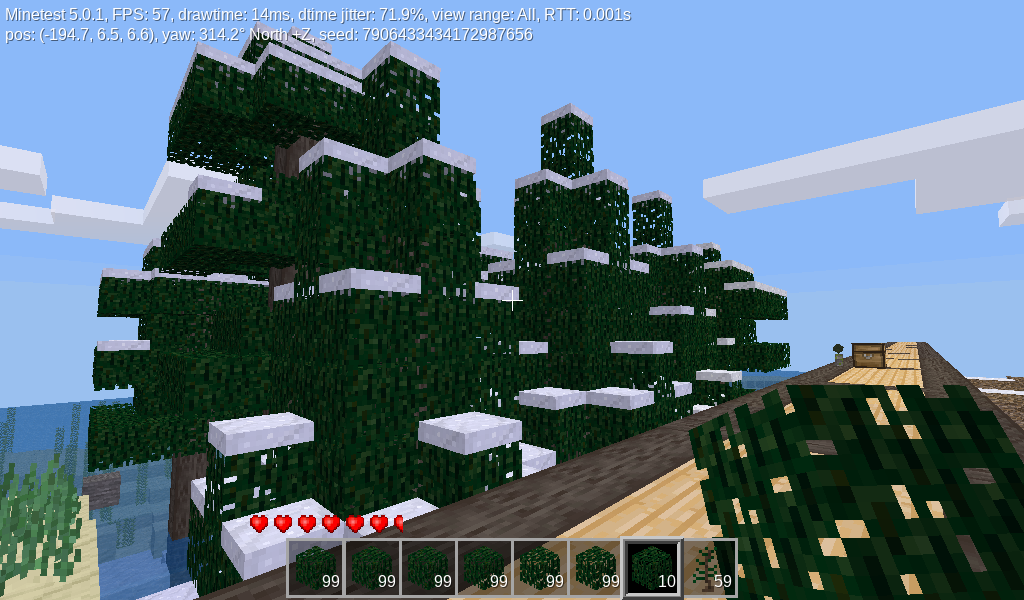 Minetest 5.0.1, FPS: 57, drawtime: 14ms, dtime jitter: 71.9%, view range: All, RTT: 0.001s
pos: (-194.7, 6.5, 6.6), yaw: 314.2° North +Z, seed: 7906433434172987656
99 99 99 99 99 99 10 59